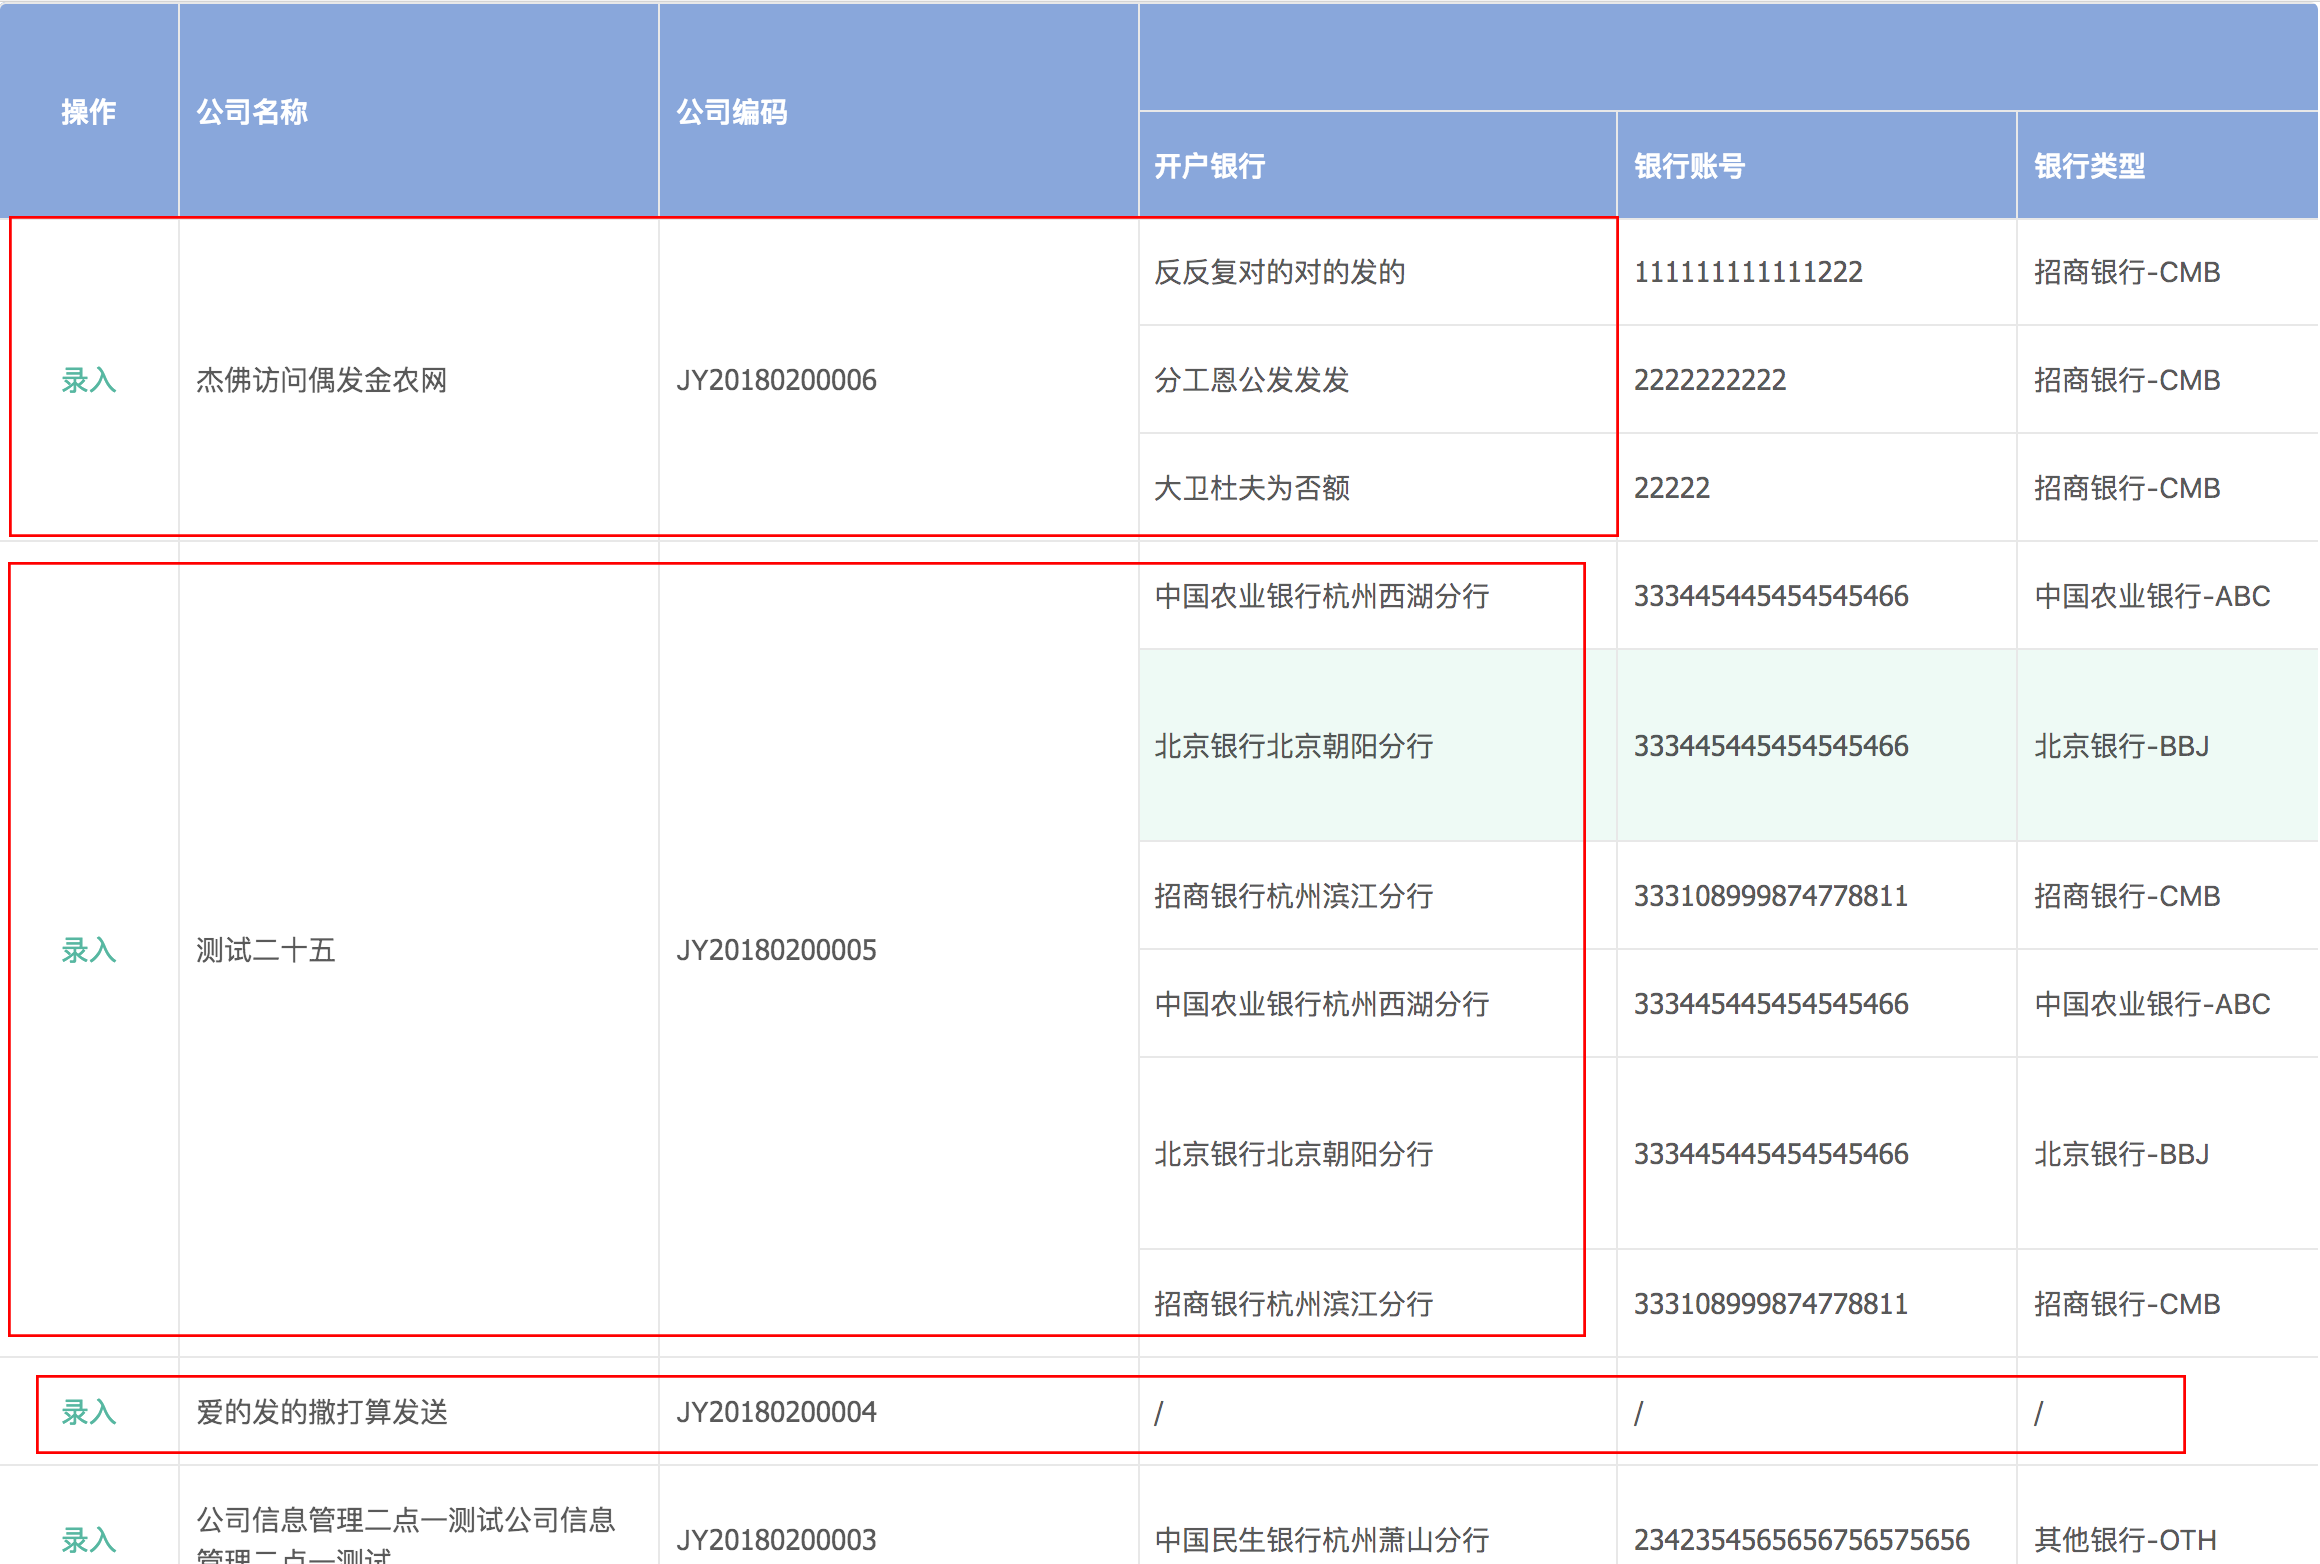 操作 公司名称 公司编码
开户银行 银行账号 银行类型
反反复对的对的发的 111111111111222 招商银行-CMB
录入 杰佛访问偶发金农网 JY20180200006 分工恩公发发发 2222222222 招商银行-CMB
大卫杜夫为否额 22222 招商银行-CMB
中国农业银行杭州西湖分行 333445445454545466 中国农业银行-ABC
北京银行北京朝阳分行 333445445454545466 北京银行-BBJ
招商银行杭州滨江分行 333108999874778811 招商银行-CMB
录入 测试二十五 JY20180200005
中国农业银行杭州西湖分行 333445445454545466 中国农业银行-ABC
北京银行北京朝阳分行 333445445454545466 北京银行-BBJ
招商银行杭州滨江分行 333108999874778811 招商银行-CMB
录入 爱的发的撒打算发送 JY20180200004 / / /
公司信息管理二点一测试公司信息
录入 JY20180200003 中国民生银行杭州萧山分行 2342354565656756575656 其他银行-OTH
管理二点一测试